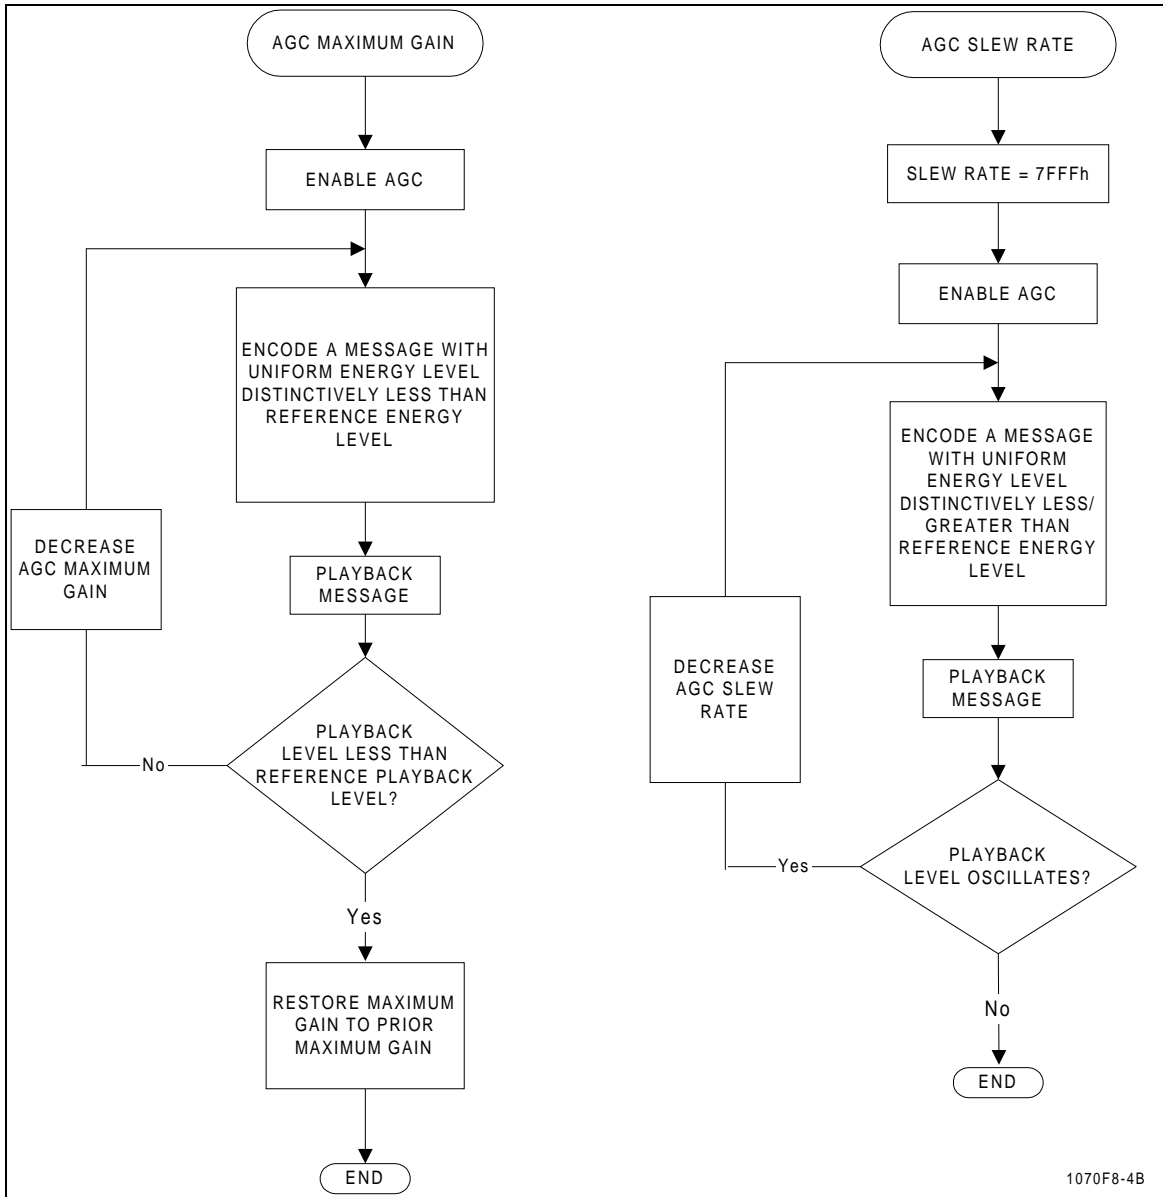 AGC MAXIMUM GAIN
ENABLE AGC
ENCODE A MESSAGE WITH
UNIFORM ENERGY LEVEL
DISTINCTIVELY LESS THAN
REFERENCE ENERGY
LEVEL
DECREASE
AGC MAXIMUM
GAIN
PLAYBACK
MESSAGE
PLAYBACK
LEVEL LESS THAN
REFERENCE PLAYBACK
LEVEL?
No
Yes
RESTORE MAXIMUM
GAIN TO PRIOR
MAXIMUM GAIN
END
AGC SLEW RATE
SLEW RATE = 7FFFh
ENABLE AGC
ENCODE A MESSAGE
WITH UNIFORM
ENERGY LEVEL
DISTINCTIVELY LESS/
GREATER THAN
REFERENCE ENERGY
LEVEL
DECREASE
AGC SLEW
RATE
PLAYBACK
MESSAGE
PLAYBACK
LEVEL OSCILLATES?
Yes
No
END
1070F8-4B